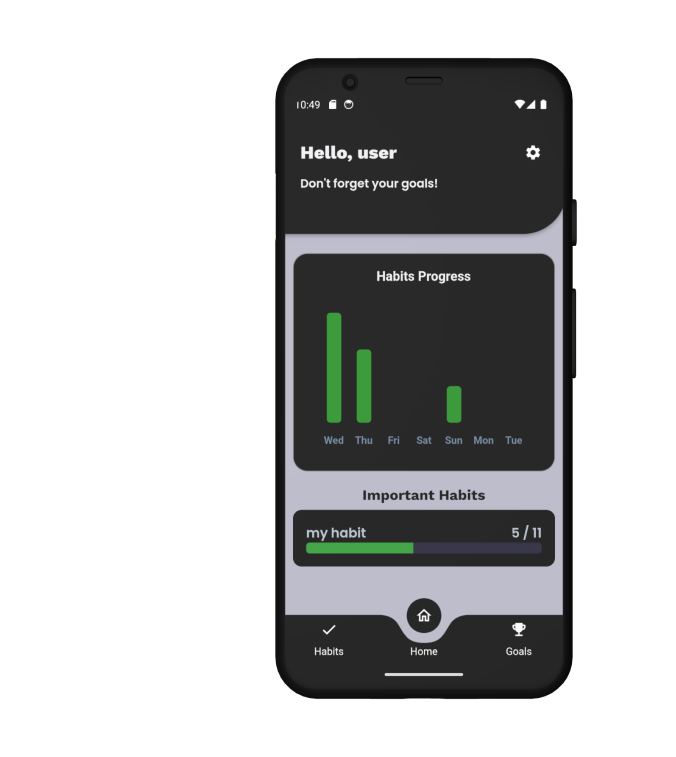 10:49
Hello, user
Don't forget your goals!
Habits Progress
Wed Thu Fri Sat Sun Mon Tue
Important Habits
my habit 5 / 11
Habits Home Goals